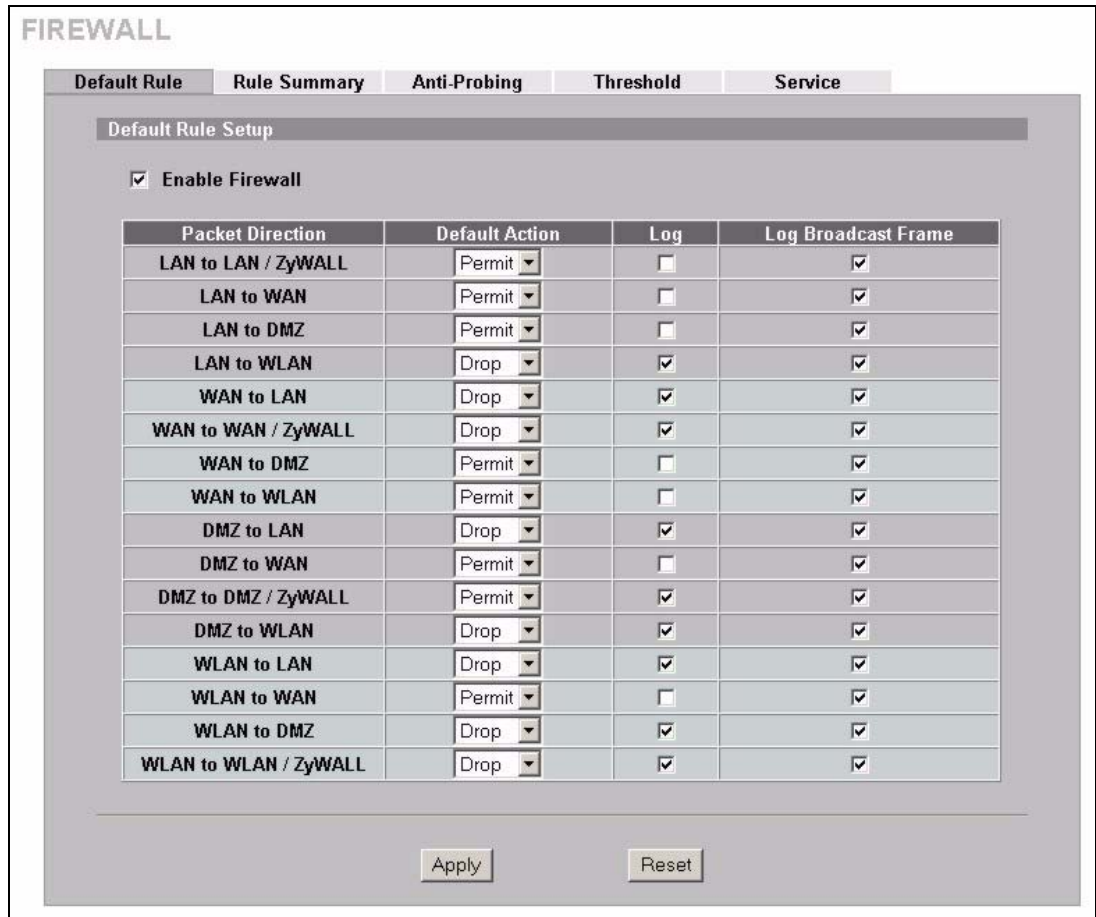 FIREWALL
Default Rule Rule Summary Anti-Probing Threshold Service
Default Rule Setup
Enable Firewall
Packet Direction Default Action Log Log Broadcast Frame
LAN to LAN / ZyWALL Permit
LAN to WAN Permit
LAN to DMZ Permit
LAN to WLAN Drop
WAN to LAN Drop
WAN to WAN / ZyWALL Drop
WAN to DMZ Permit
WAN to WLAN Permit
DMZ to LAN Drop
DMZ to WAN Permit
DMZ to DMZ / ZyWALL Permit
DMZ to WLAN Drop
WLAN to LAN Drop
WLAN to WAN Permit
WLAN to DMZ Drop
WLAN to WLAN / ZyWALL Drop
Apply Reset